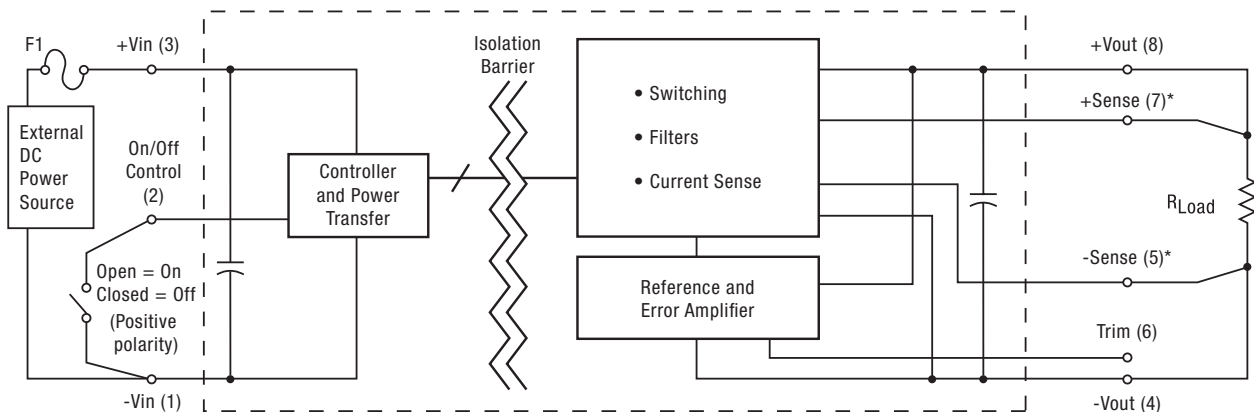 F1
+Vin (3)
External
DC
Power
Source
On/Off
Control
(2)
Open = On
Closed = Off
(Positive
polarity)
-Vin (1)
Controller
and Power
Transfer
Isolation
Barrier
• Switching
• Filters
• Current Sense
Reference and
Error Amplifier
+Vout (8)
+Sense (7)*
RLoad
-Sense (5)*
Trim (6)
-Vout (4)